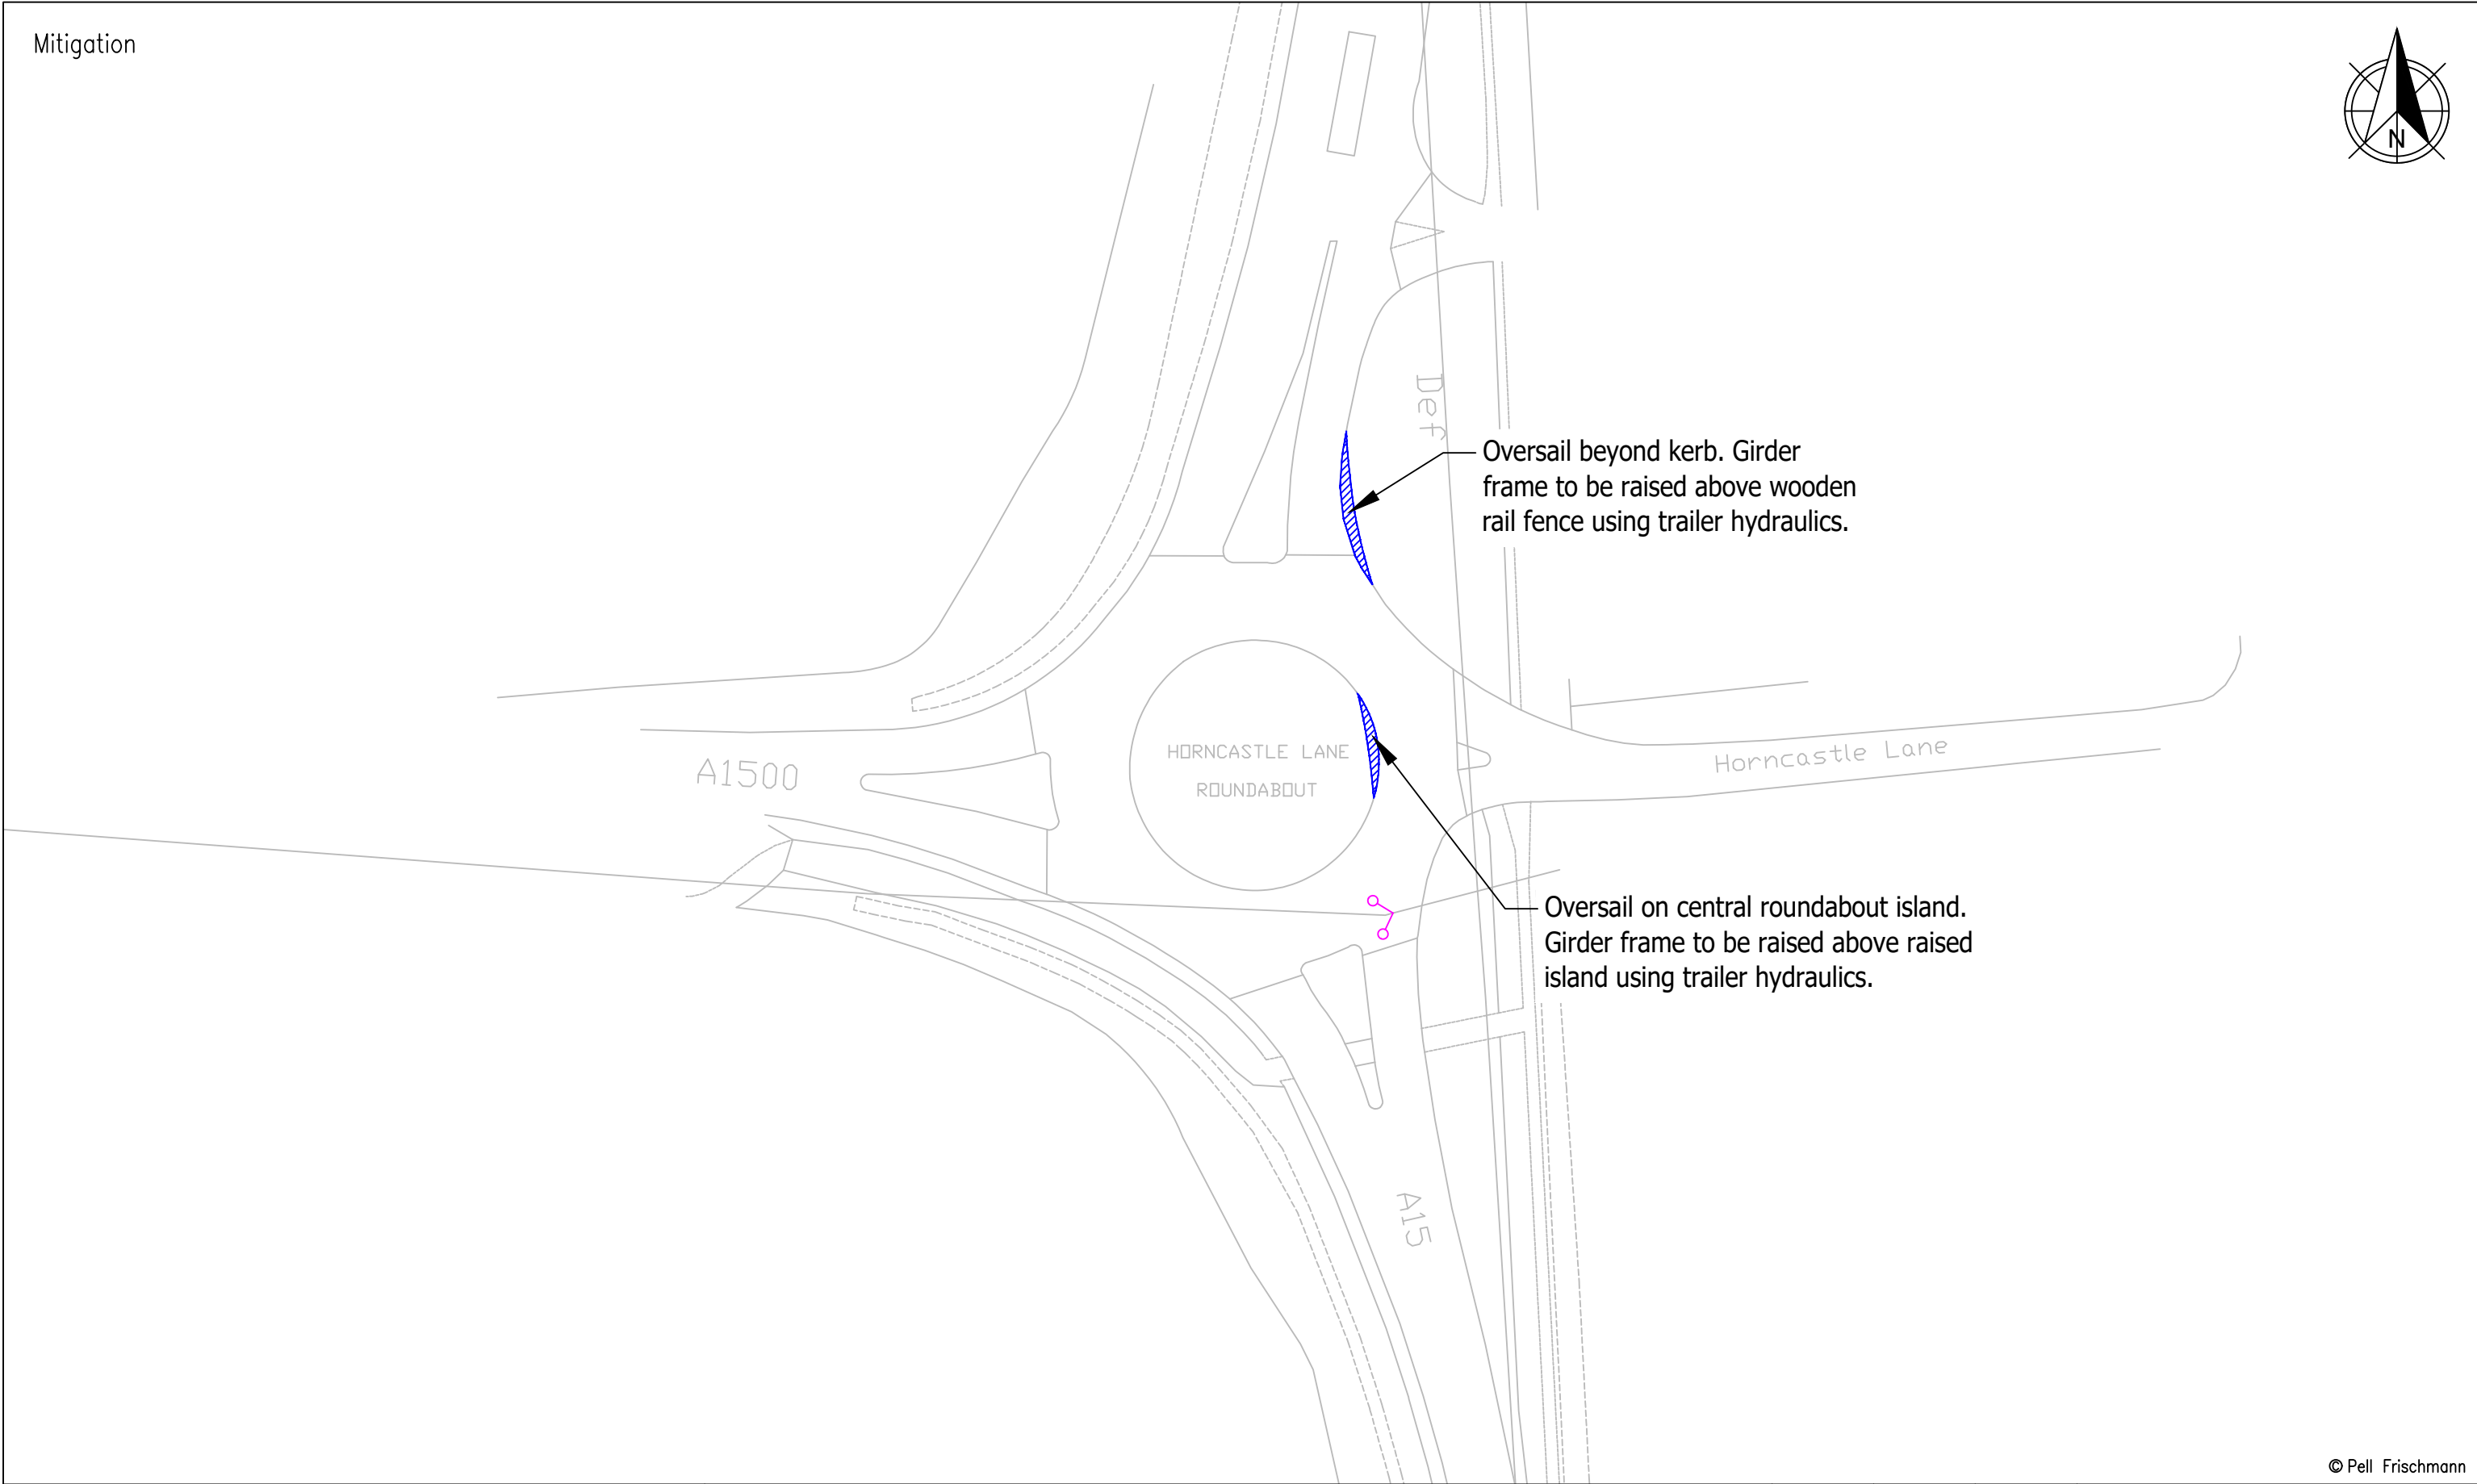 Mitigation
N
Def
Oversail beyond kerb. Girder
frame to be raised above wooden
rail fence using trailer hydraulics.
HORNCASTLE LANE
ROUNDABOUT
A1500
Horncastle Lane
Oversail on central roundabout island.
Girder frame to be raised above raised
island using trailer hydraulics.
A15
© Pell Frischmann